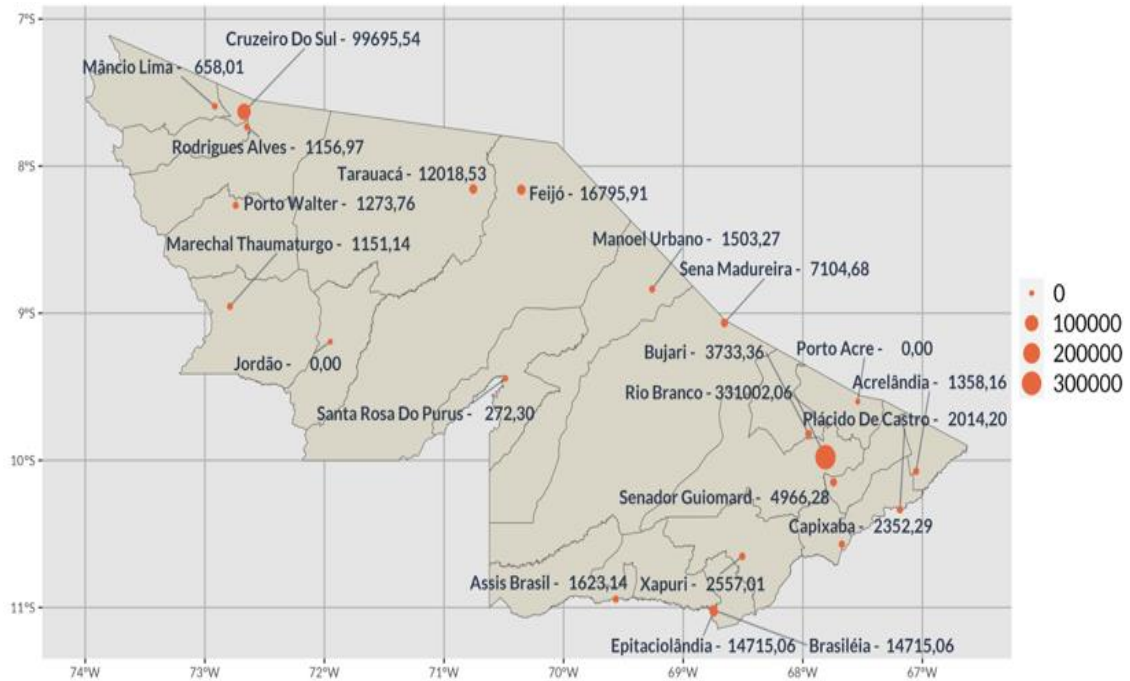 7°S
Cruzeiro Do Sul - 99695,54
Mâncio Lima - 658,01
Rodrigues Alves - 1156,97
8°S
Tarauacá - 12018,53
Feijó - 16795,91
Porto Walter - 1273,76
Marechal Thaumaturgo - 1151,14
Manoel Urbano - 1503,27
Sena Madureira - 7104,68
9°S
0
100000
200000
300000
Jordão - 0,00
Bujari - 3733,36
Porto Acre - 0,00
Acrelândia - 1358,16
Rio Branco - 331002,06
Santa Rosa Do Purus - 272,30
Plácido De Castro - 2014,20
10°S
Senador Guiomard - 4966,28
Capixaba - 2352,29
Assis Brasil - 1623,14
Xapuri - 2557,01
11°S
Epitaciolândia - 14715,06
Brasiléia - 14715,06
74°W
73°W
72°W
71°W
70°W
69°W
68°W
67°W